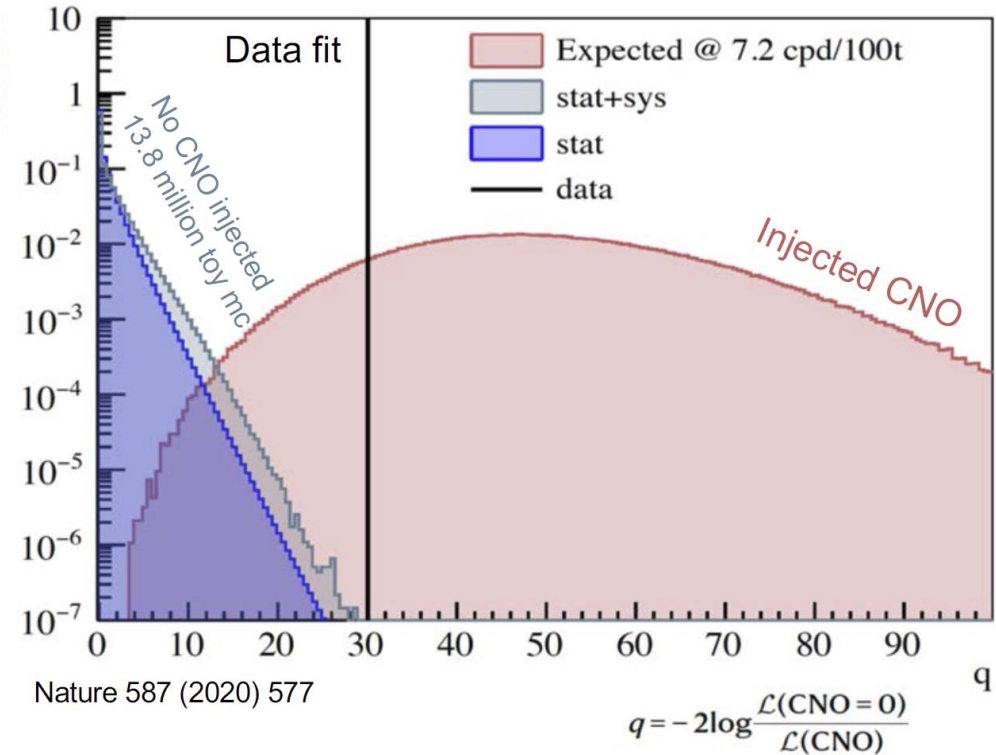 10
1
10⁻¹
10⁻²
10⁻³
10⁻⁴
10⁻⁵
10⁻⁶
10⁻⁷
Data fit
No CNO injected
13.8 million toy mc
Expected @ 7.2 cpd/100t
stat+sys
stat
data
Injected CNO
0 10 20 30 40 50 60 70 80 90
q
Nature 587 (2020) 577
q = − 2log ℒ(CNO = 0) / ℒ(CNO)